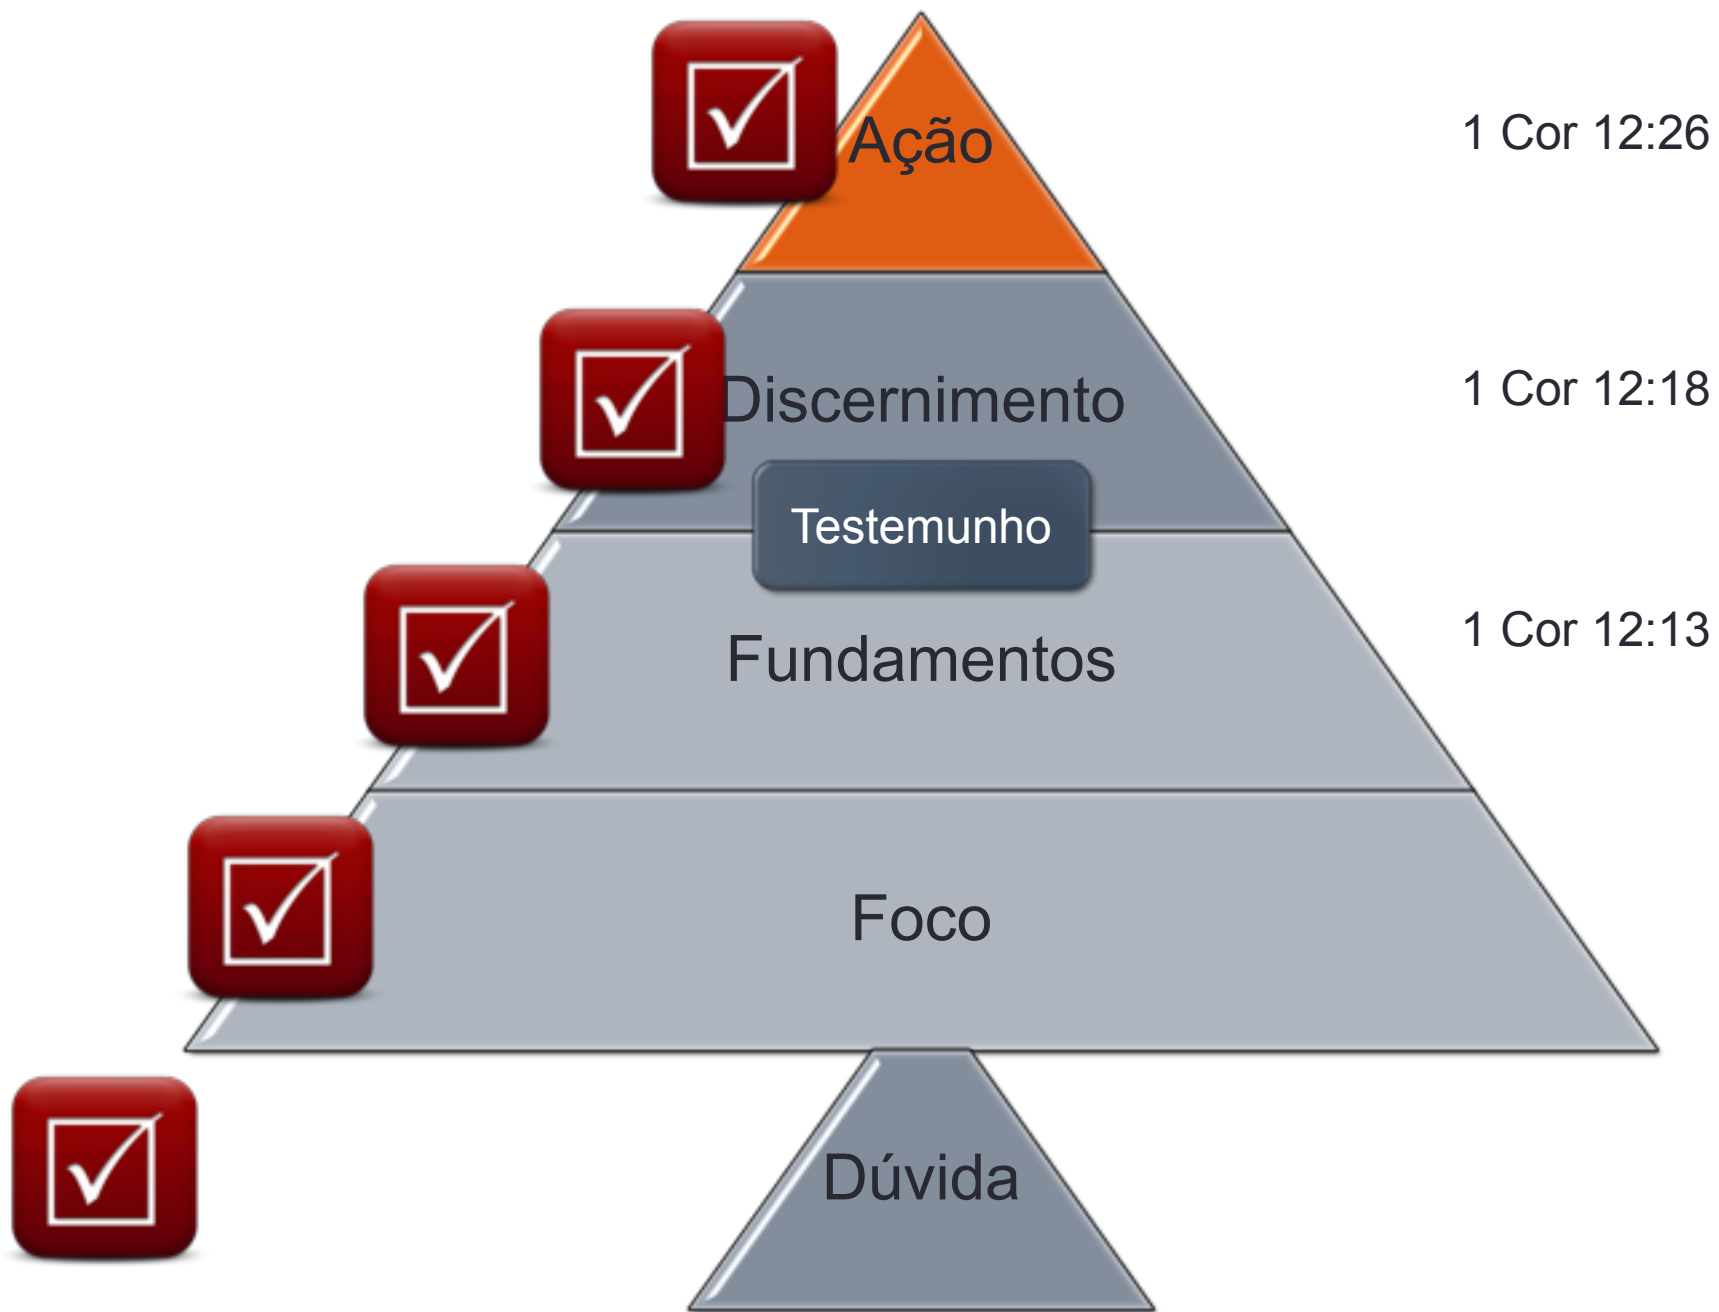 Ação
1 Cor 12:26
Discernimento
1 Cor 12:18
Testemunho
Fundamentos
1 Cor 12:13
Foco
Dúvida